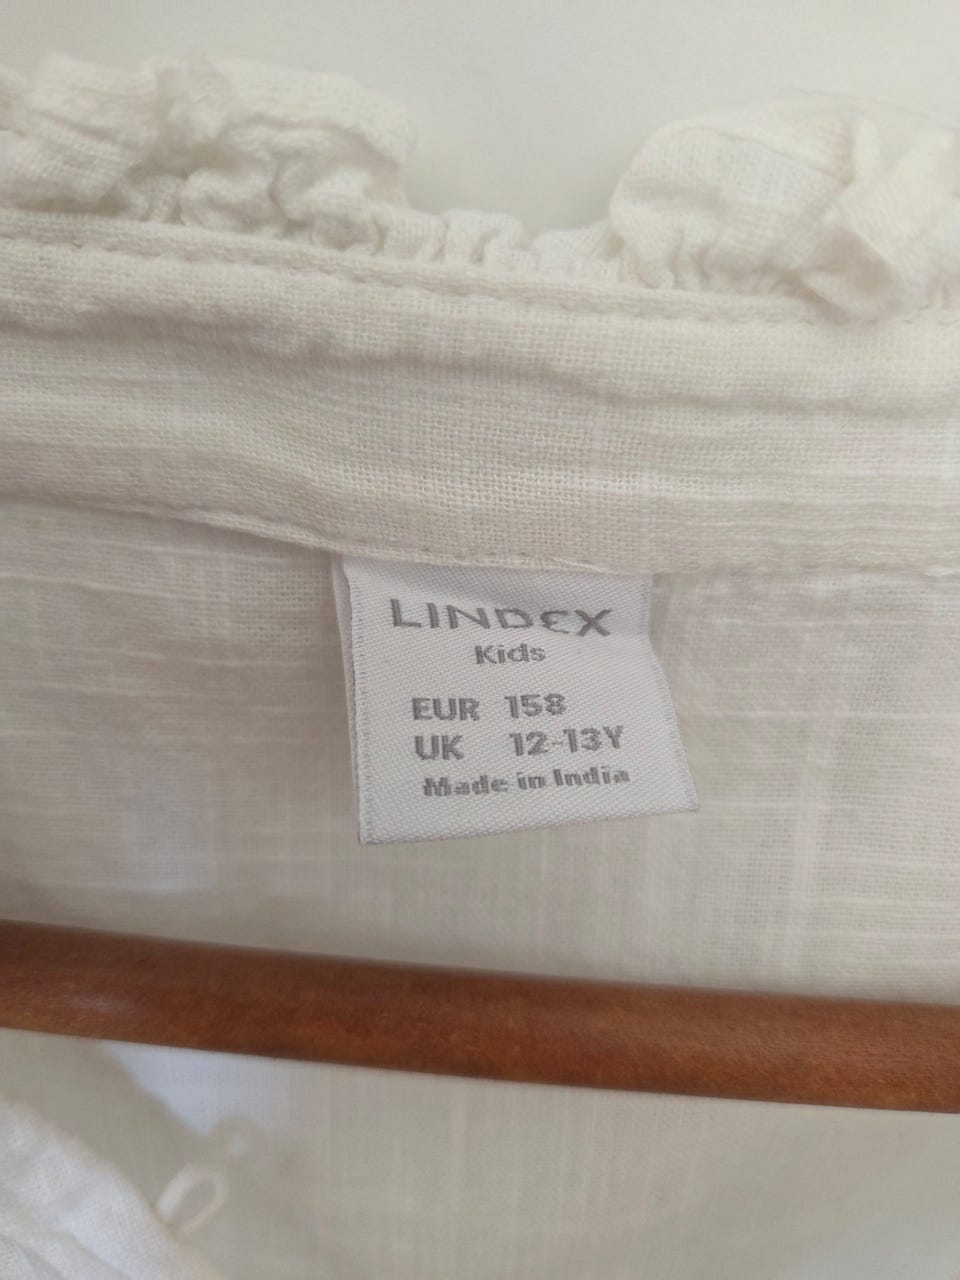 LINDEX
Kids
EUR 158
UK 12-13Y
Made in India